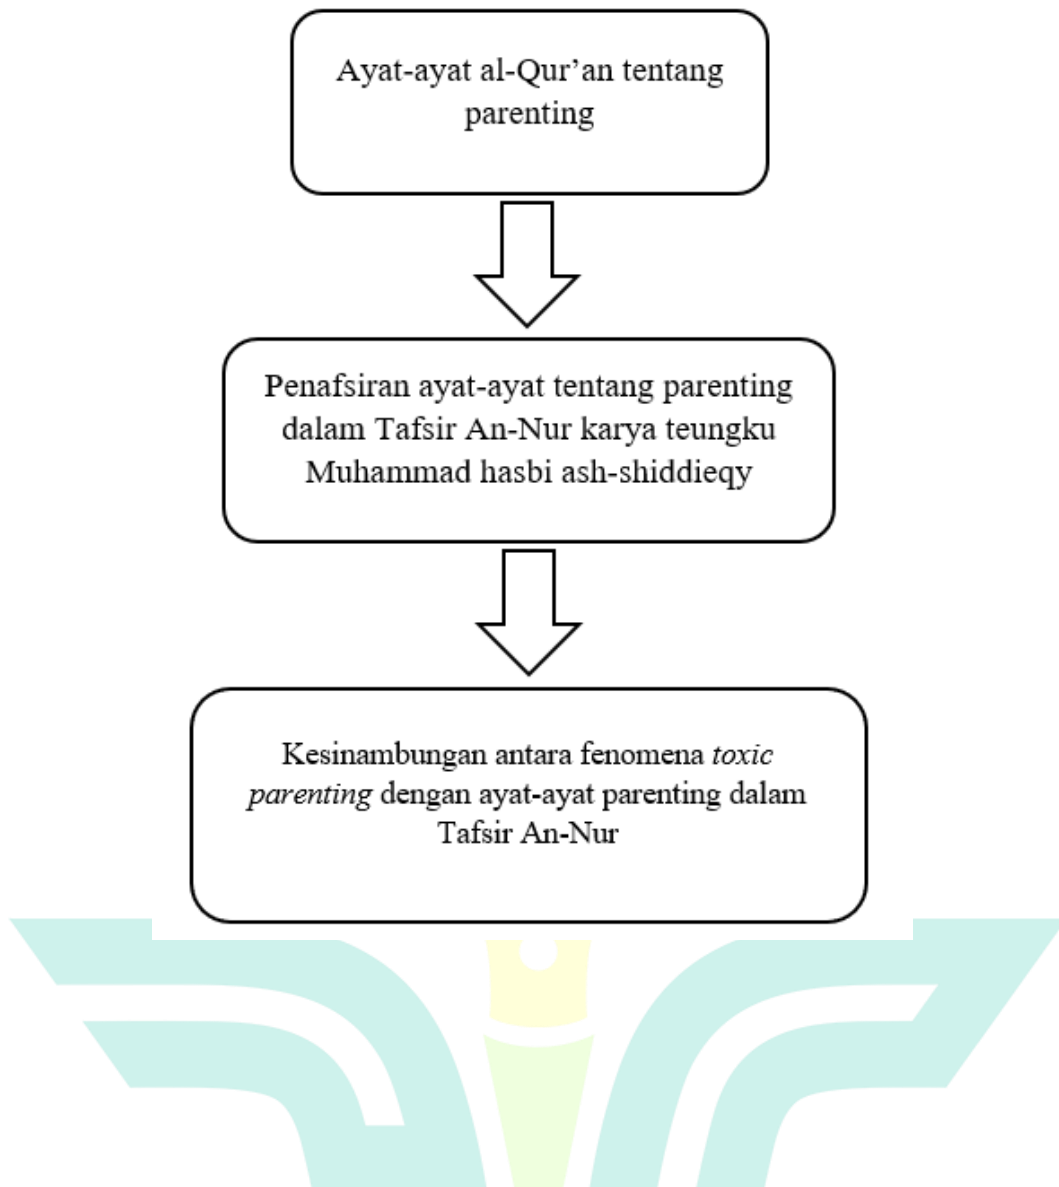 Ayat-ayat al-Qur’an tentang
parenting
Penafsiran ayat-ayat tentang parenting
dalam Tafsir An-Nur karya teungku
Muhammad hasbi ash-shiddieqy
Kesinambungan antara fenomena toxic
parenting dengan ayat-ayat parenting dalam
Tafsir An-Nur